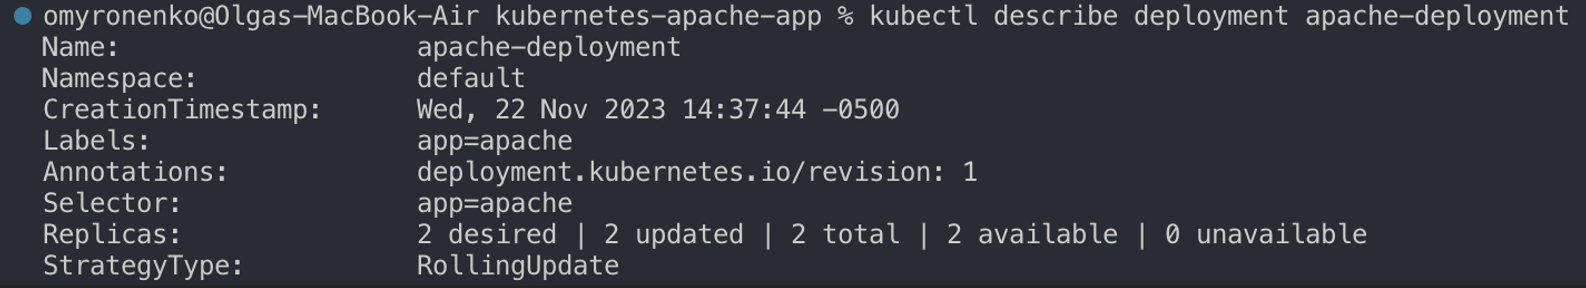 omyronenko@Olgas-MacBook-Air kubernetes-apache-app % kubectl describe deployment apache-deployment
Name: apache-deployment
Namespace: default
CreationTimestamp: Wed, 22 Nov 2023 14:37:44 -0500
Labels: app=apache
Annotations: deployment.kubernetes.io/revision: 1
Selector: app=apache
Replicas: 2 desired | 2 updated | 2 total | 2 available | 0 unavailable
StrategyType: RollingUpdate